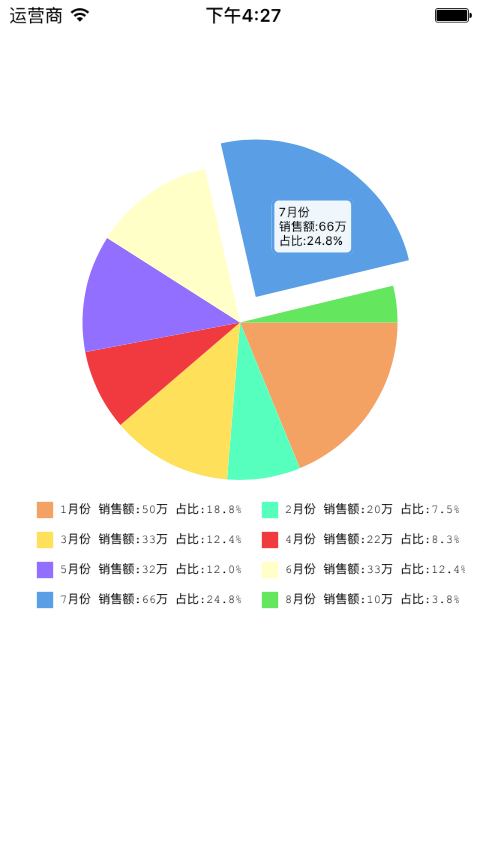 运营商 下午4:27
7月份
销售额:66万
占比:24.8%
1月份 销售额:50万 占比:18.8% 2月份 销售额:20万 占比:7.5%
3月份 销售额:33万 占比:12.4% 4月份 销售额:22万 占比:8.3%
5月份 销售额:32万 占比:12.0% 6月份 销售额:33万 占比:12.4%
7月份 销售额:66万 占比:24.8% 8月份 销售额:10万 占比:3.8%